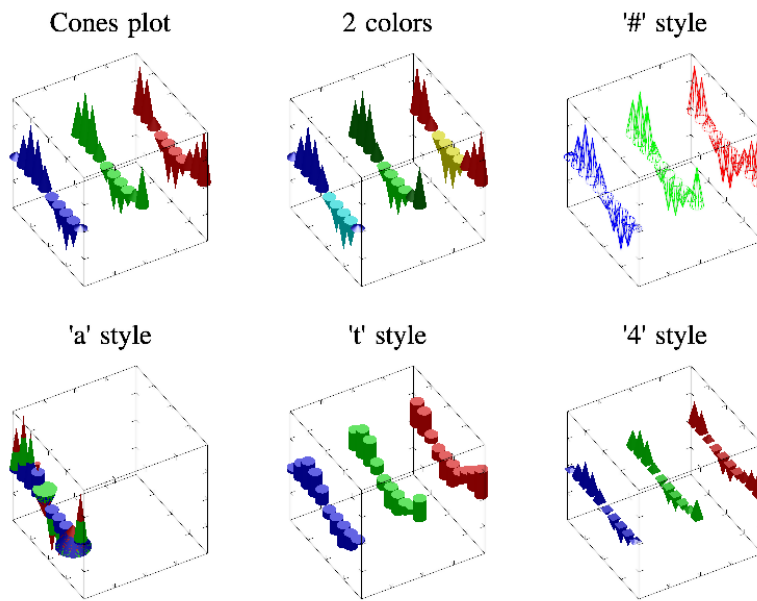 Cones plot
2 colors
'#' style
'a' style
't' style
'4' style